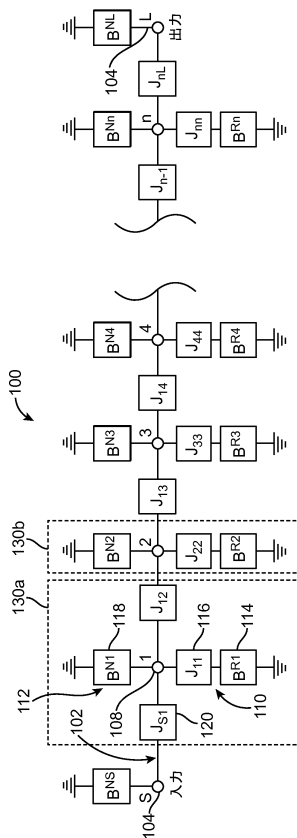 100
130a
130b
102
112
118
108
116
114
110
120
104
104
B^NS
B^N1
B^N2
B^N3
B^N4
B^Nn
B^NL
S
1
2
3
4
n
L
入力
出力
J_S1
J_12
J_13
J_14
J_n-1
J_nL
J_11
J_22
J_33
J_44
J_nn
B^R1
B^R2
B^R3
B^R4
B^Rn